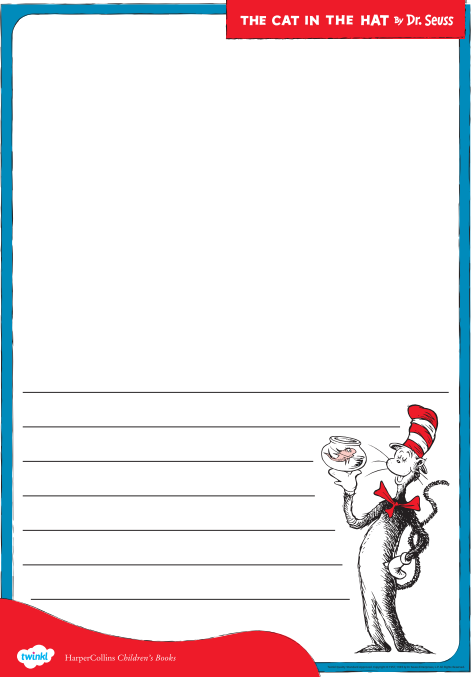 THE CAT IN THE HAT By Dr. Seuss
twinkl
HarperCollins Children's Books